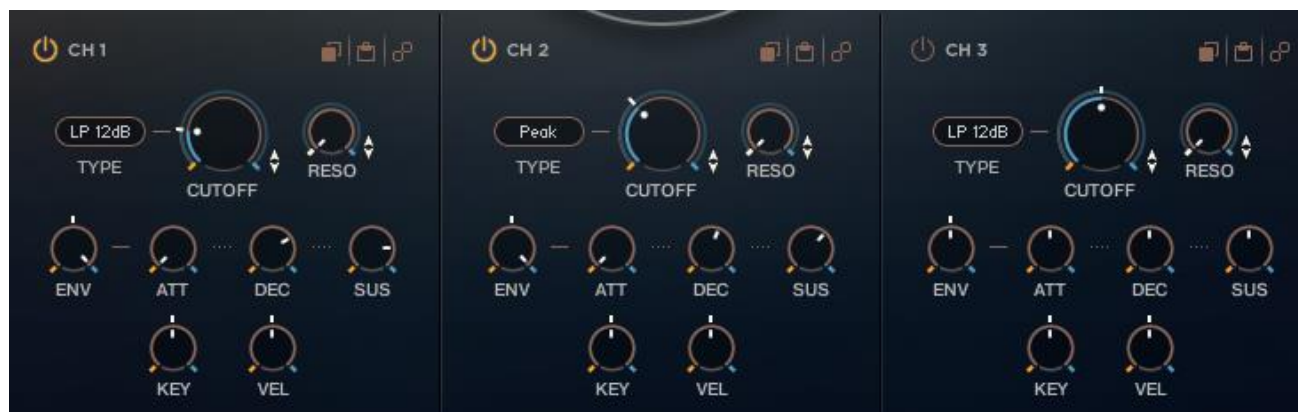 CH 1
LP 12dB
TYPE
CUTOFF
RESO
ENV
ATT
DEC
SUS
KEY
VEL
CH 2
Peak
TYPE
CUTOFF
RESO
ENV
ATT
DEC
SUS
KEY
VEL
CH 3
LP 12dB
TYPE
CUTOFF
RESO
ENV
ATT
DEC
SUS
KEY
VEL